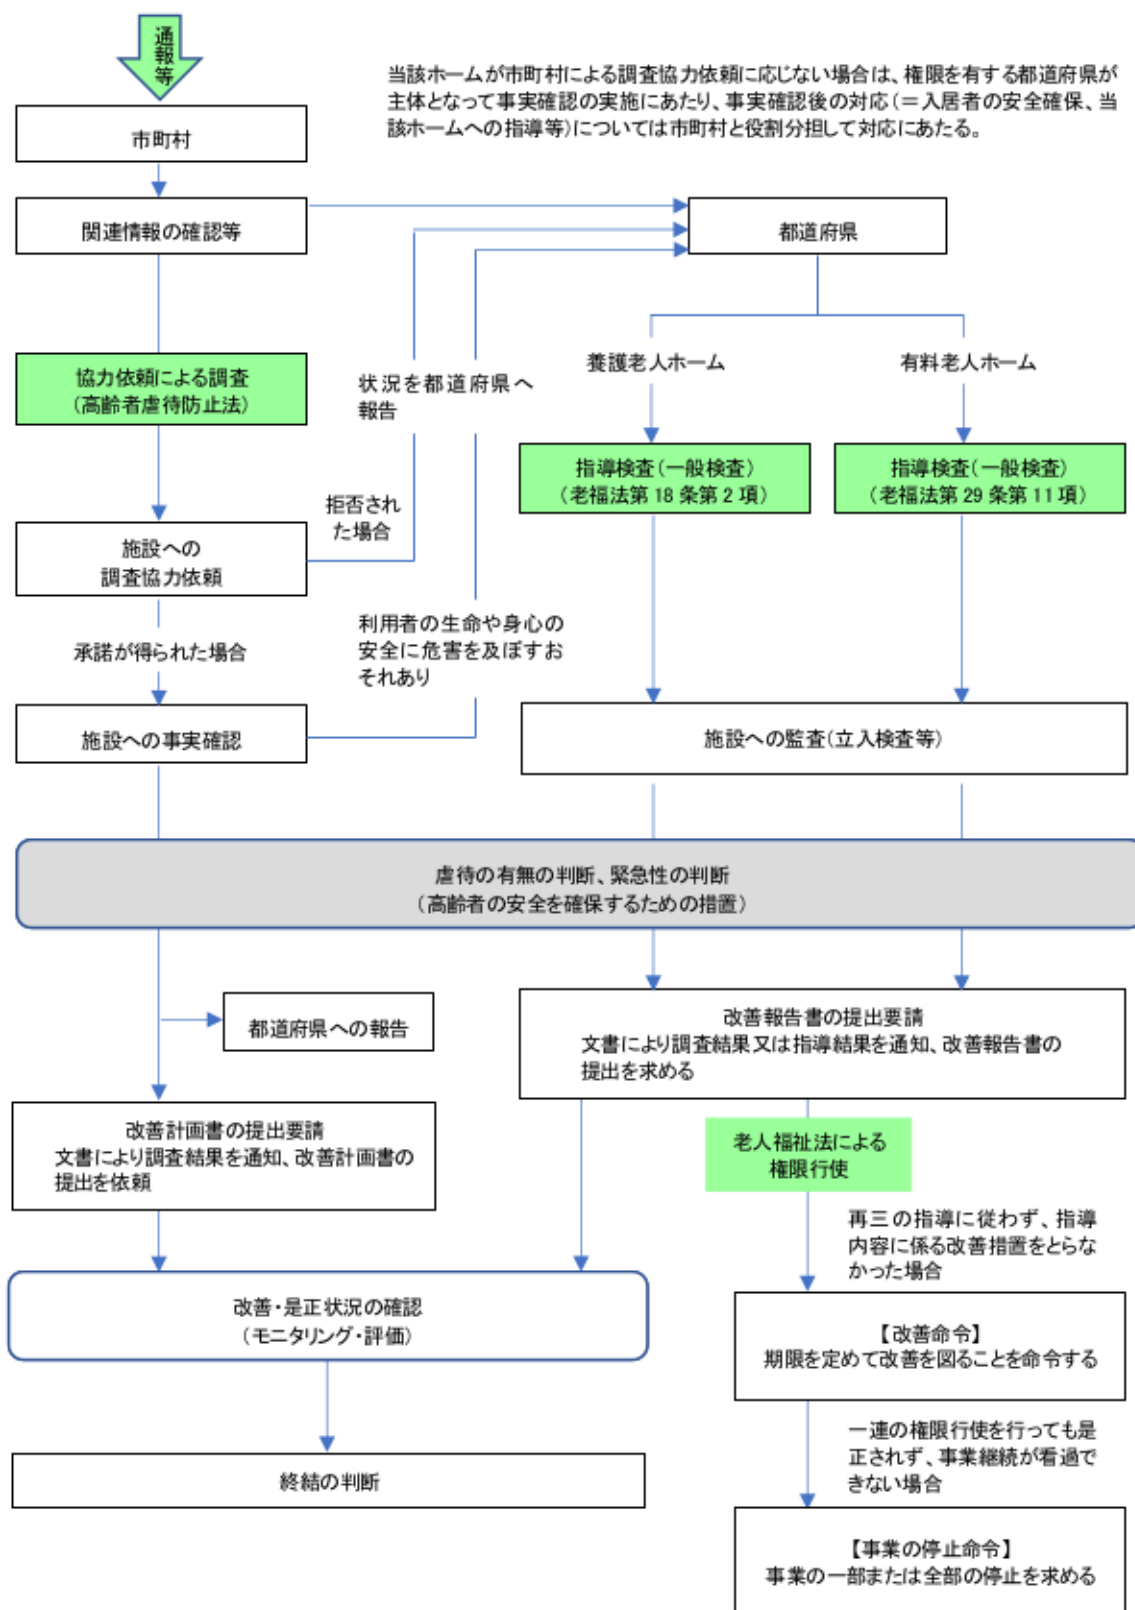 通報等
当該ホームが市町村による調査協力依頼に応じない場合は、権限を有する都道府県が
主体となって事実確認の実施にあたり、事実確認後の対応(＝入居者の安全確保、当
該ホームへの指導等)については市町村と役割分担して対応にあたる。
市町村
関連情報の確認等
都道府県
養護老人ホーム
有料老人ホーム
協力依頼による調査
(高齢者虐待防止法)
状況を都道府県へ
報告
指導検査(一般検査)
(老福法第 18 条第 2 項)
指導検査(一般検査)
(老福法第 29 条第 11 項)
拒否され
た場合
施設への
調査協力依頼
利用者の生命や身心の
安全に危害を及ぼすお
それあり
承諾が得られた場合
施設への事実確認
施設への監査(立入検査等)
虐待の有無の判断、緊急性の判断
(高齢者の安全を確保するための措置)
都道府県への報告
改善報告書の提出要請
文書により調査結果又は指導結果を通知、改善報告書の
提出を求める
改善計画書の提出要請
文書により調査結果を通知、改善計画書の
提出を依頼
老人福祉法による
権限行使
再三の指導に従わず、指導
内容に係る改善措置をとらな
かった場合
改善・是正状況の確認
(モニタリング・評価)
【改善命令】
期限を定めて改善を図ることを命令する
一連の権限行使を行っても是
正されず、事業継続が看過で
きない場合
終結の判断
【事業の停止命令】
事業の一部または全部の停止を求める